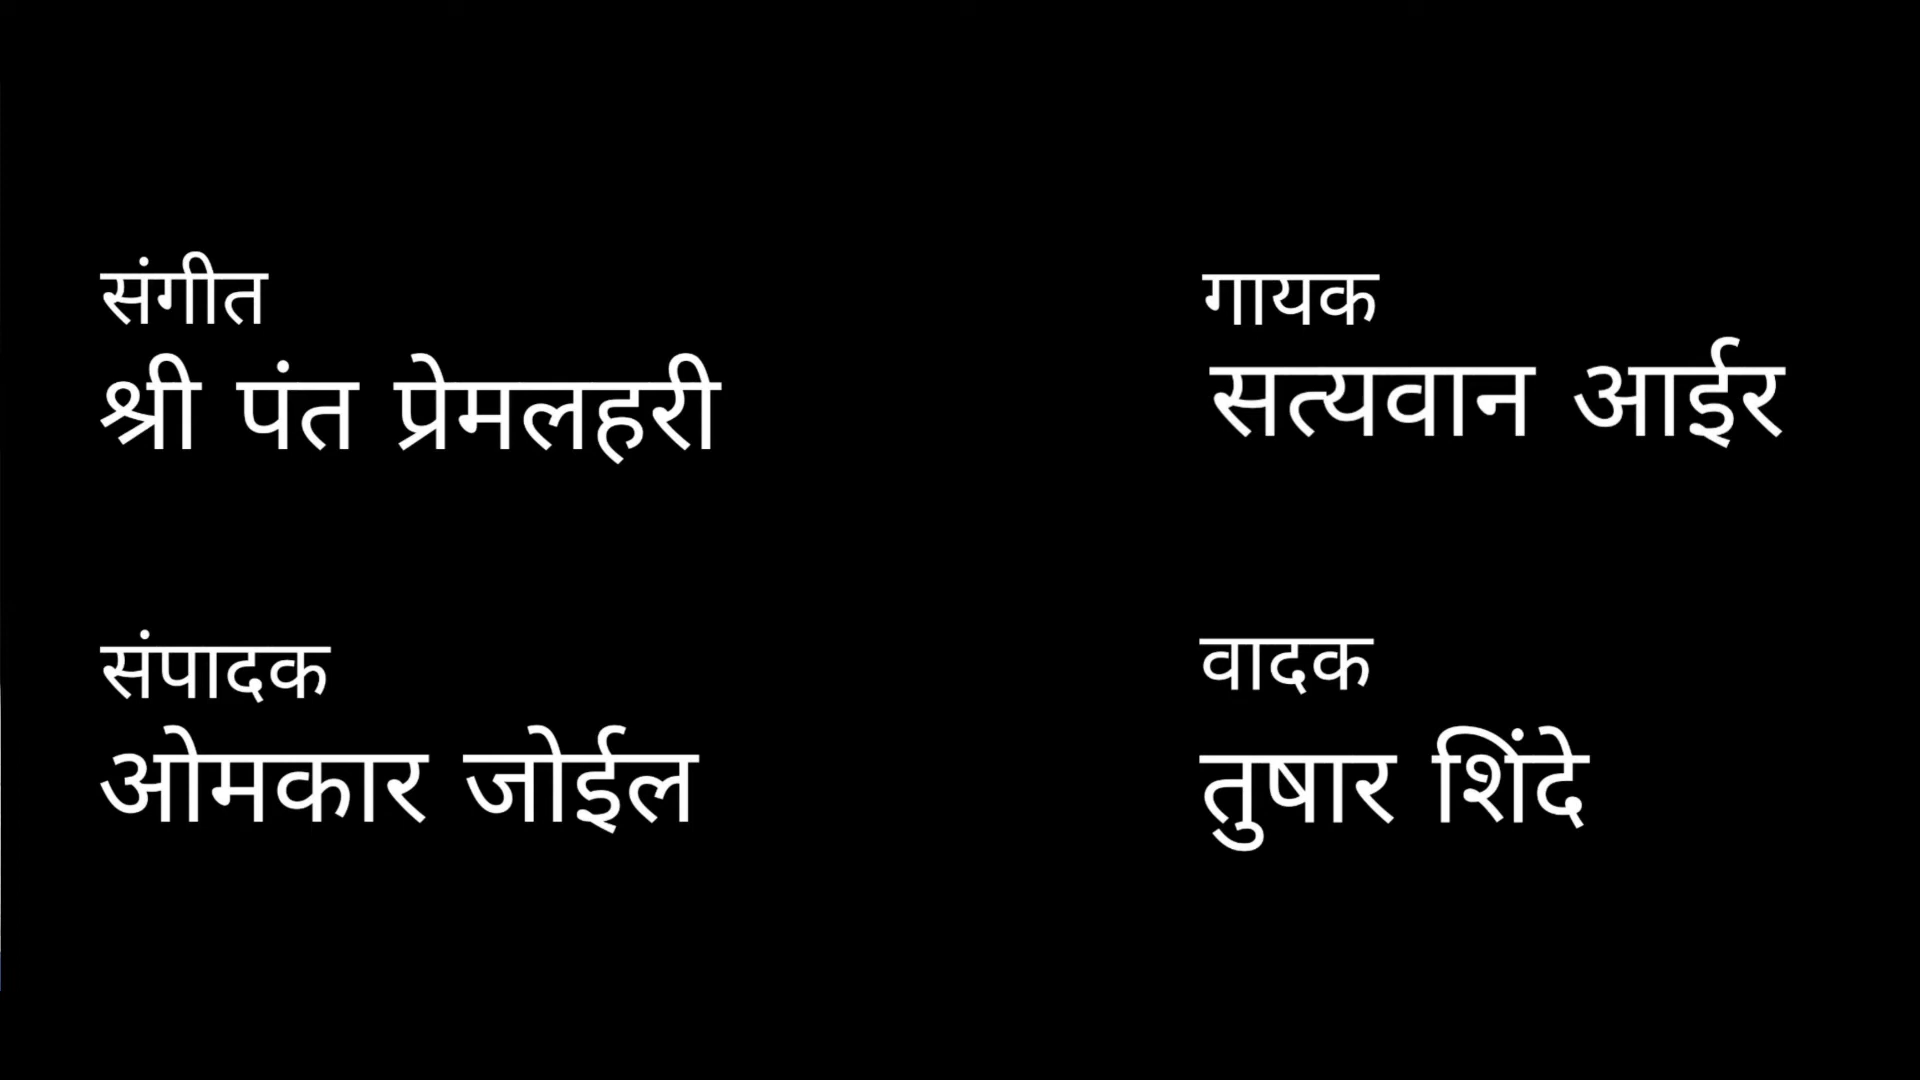 संगीत
श्री पंत प्रेमलहरी
गायक
सत्यवान आईर
संपादक
ओमकार जोईल
वादक
तुषार शिंदे